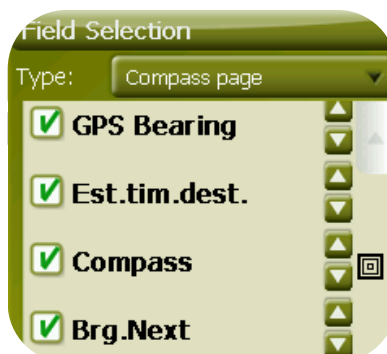 Field Selection
Type: Compass page
GPS Bearing
Est.tim.dest.
Compass
Brg.Next